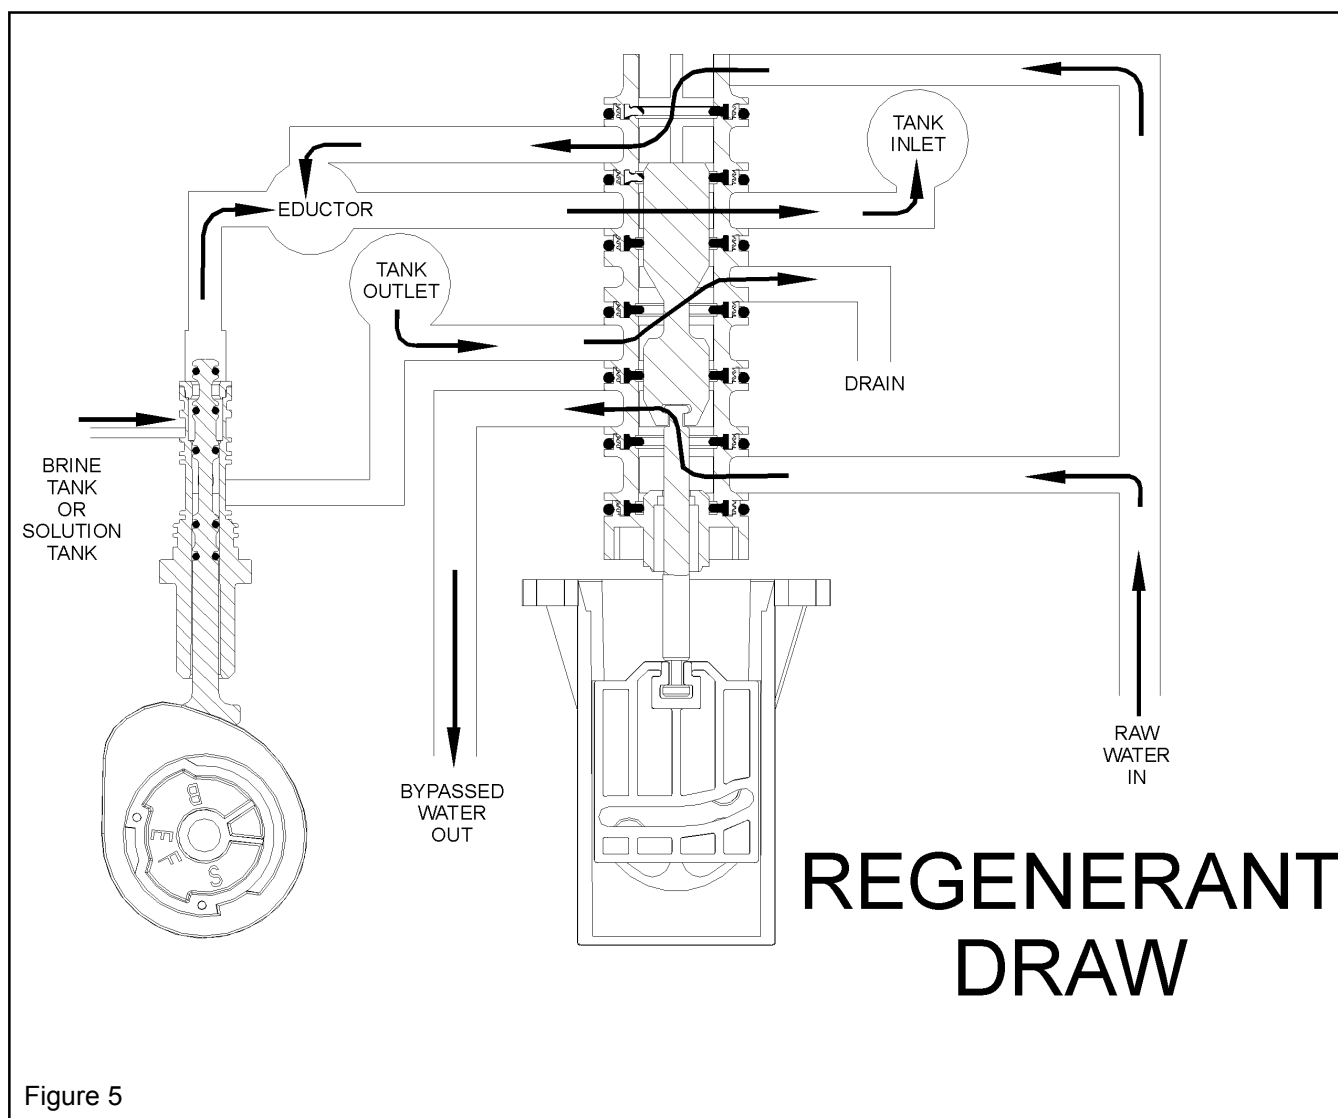 TANK
INLET
EDUCTOR
TANK
OUTLET
DRAIN
BRINE
TANK
OR
SOLUTION
TANK
BYPASSED
WATER
OUT
RAW
WATER
IN
B
E
F
S
REGENERANT
DRAW
Figure 5